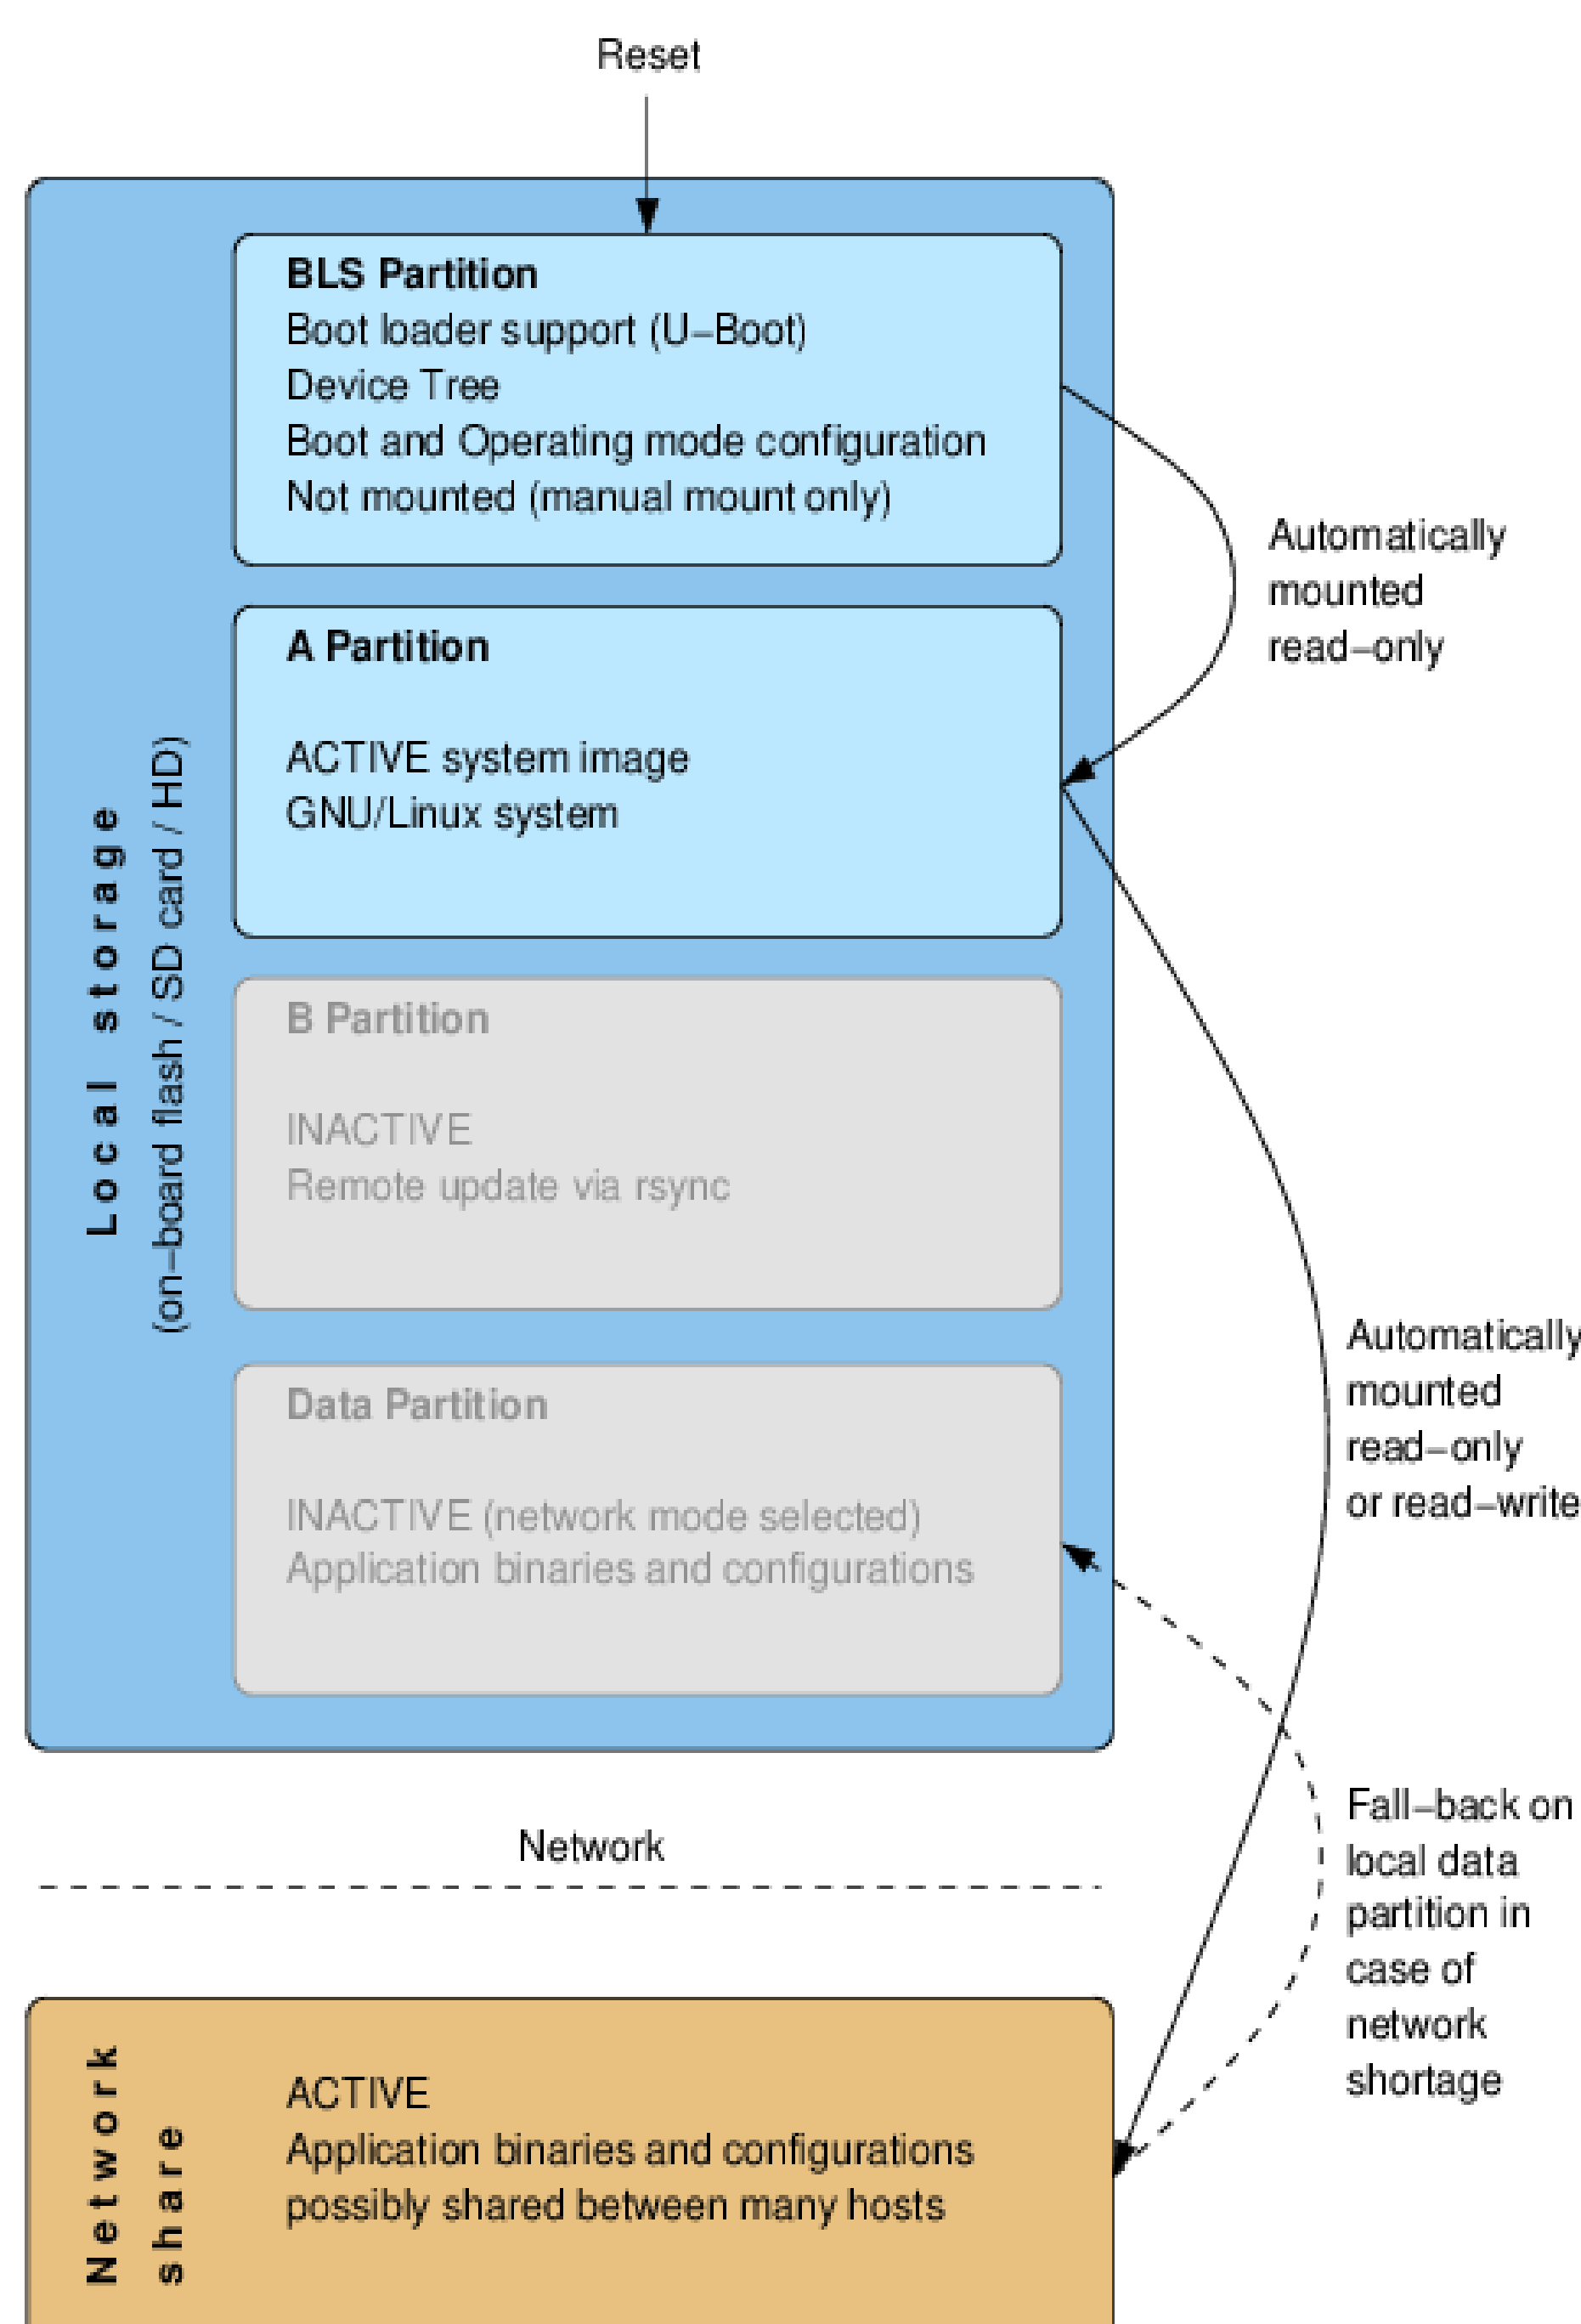 Reset
BLS Partition
Boot loader support (U–Boot)
Device Tree
Boot and Operating mode configuration
Not mounted (manual mount only)
Automatically
mounted
read–only
A Partition
ACTIVE system image
GNU/Linux system
Local storage
(on–board flash / SD card / HD)
B Partition
INACTIVE
Remote update via rsync
Automatically
mounted
read–only
or read–write
Data Partition
INACTIVE (network mode selected)
Application binaries and configurations
Fall–back on
local data
partition in
case of
network
shortage
Network
Network
share
ACTIVE
Application binaries and configurations
possibly shared between many hosts